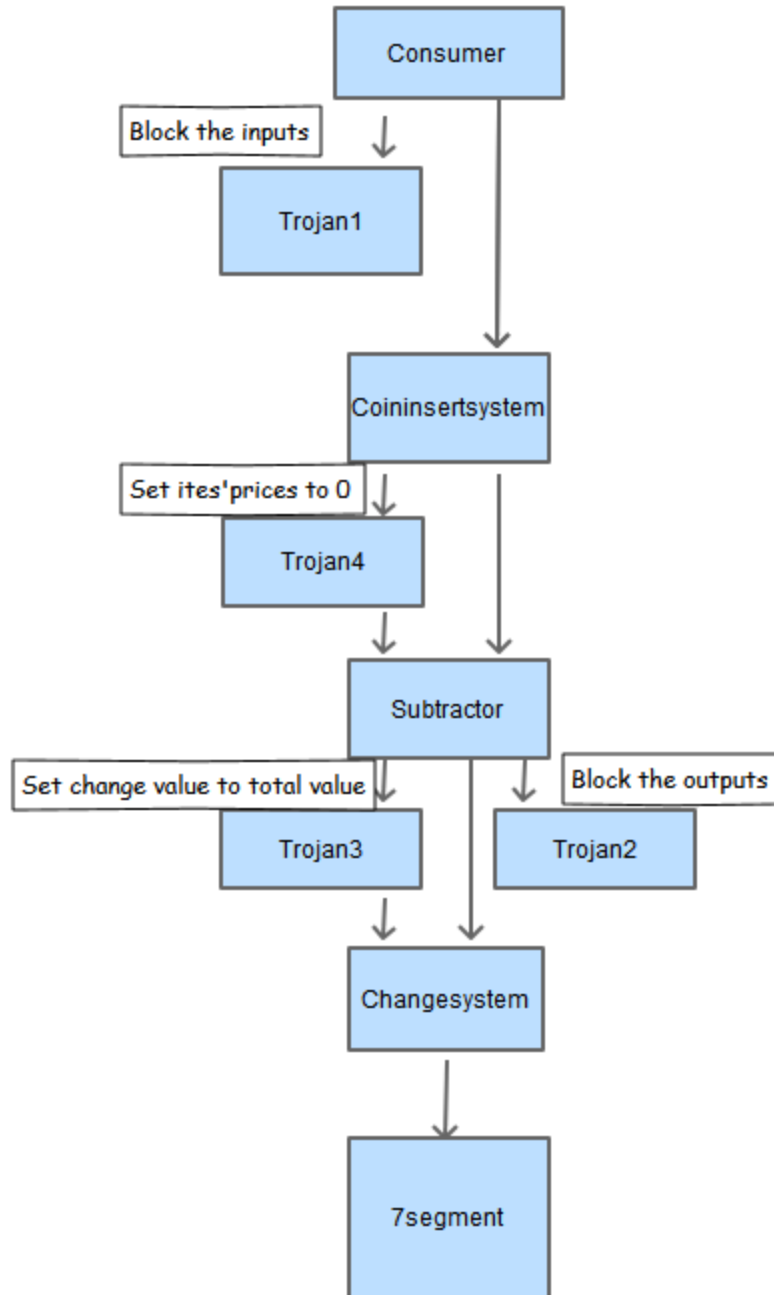 Consumer
Block the inputs
Trojan1
Coininsertsystem
Set ites'prices to 0
Trojan4
Subtractor
Set change value to total value
Block the outputs
Trojan3
Trojan2
Changesystem
7segment